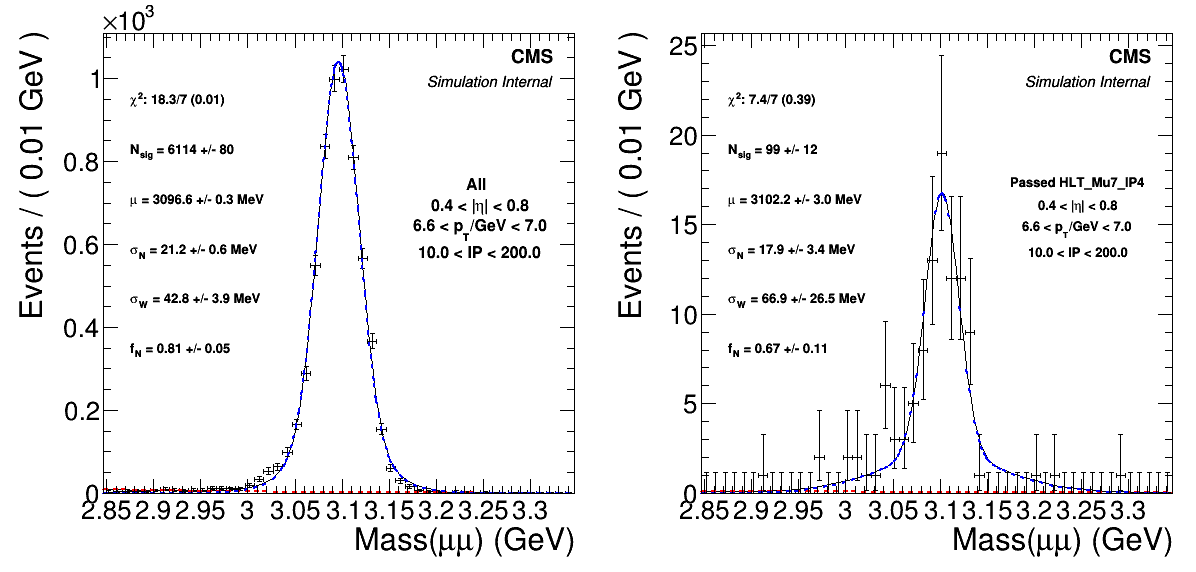 ×10³
Events / ( 0.01 GeV )
CMS
Simulation Internal
χ²: 18.3/7 (0.01)
N_sig = 6114 +/- 80
μ = 3096.6 +/- 0.3 MeV
σ_N = 21.2 +/- 0.6 MeV
σ_W = 42.8 +/- 3.9 MeV
f_N = 0.81 +/- 0.05
All
0.4 < |η| < 0.8
6.6 < p_T/GeV < 7.0
10.0 < IP < 200.0
1
0.8
0.6
0.4
0.2
0
2.85 2.9 2.95 3 3.05 3.1 3.15 3.2 3.25 3.3
Mass(μμ) (GeV)
Events / ( 0.01 GeV )
CMS
Simulation Internal
χ²: 7.4/7 (0.39)
N_sig = 99 +/- 12
μ = 3102.2 +/- 3.0 MeV
σ_N = 17.9 +/- 3.4 MeV
σ_W = 66.9 +/- 26.5 MeV
f_N = 0.67 +/- 0.11
Passed HLT_Mu7_IP4
0.4 < |η| < 0.8
6.6 < p_T/GeV < 7.0
10.0 < IP < 200.0
25
20
15
10
5
0
2.85 2.9 2.95 3 3.05 3.1 3.15 3.2 3.25 3.3
Mass(μμ) (GeV)